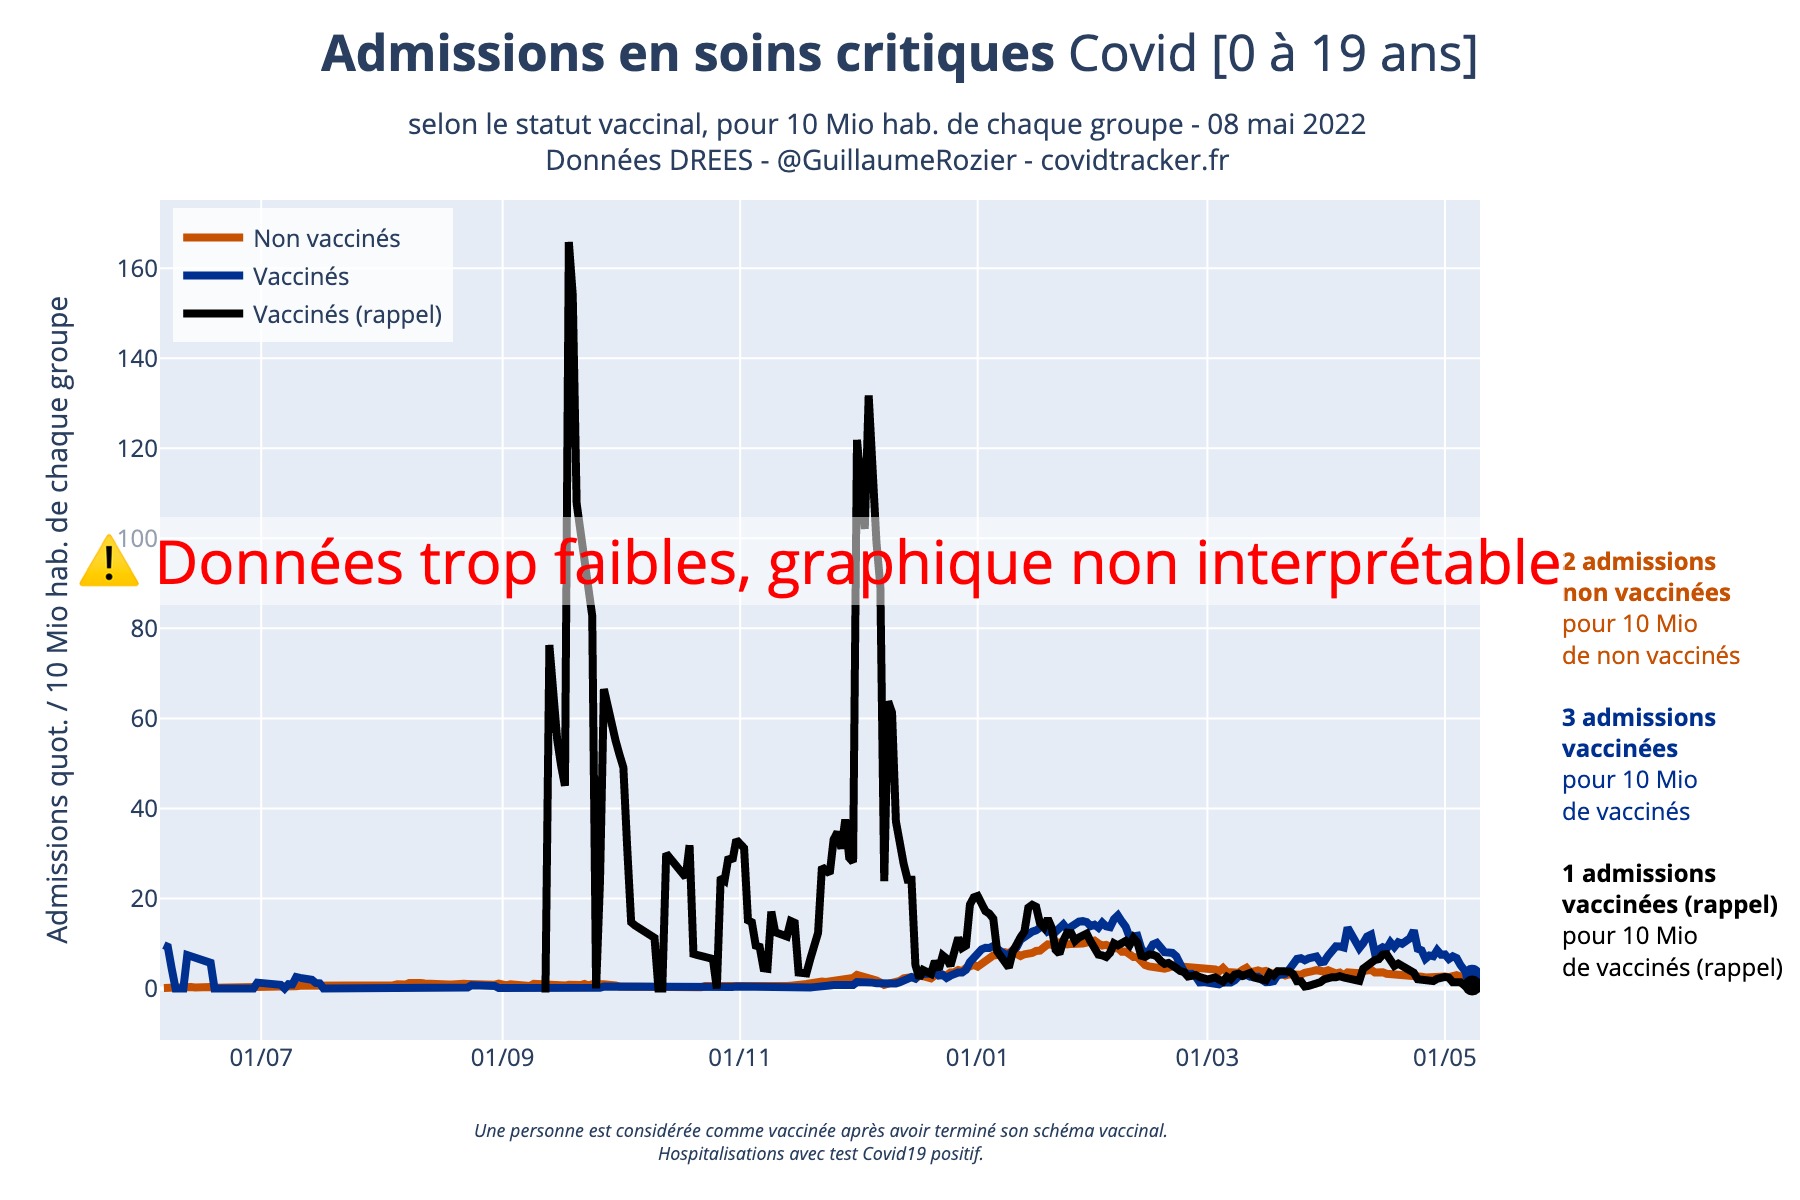 Admissions en soins critiques Covid [0 à 19 ans]
selon le statut vaccinal, pour 10 Mio hab. de chaque groupe - 08 mai 2022
Données DREES - @GuillaumeRozier - covidtracker.fr
Non vaccinés
Vaccinés
Vaccinés (rappel)
Admissions quot. / 10 Mio hab. de chaque groupe
160
140
120
100
80
60
40
20
0
Données trop faibles, graphique non interprétable
01/07
01/09
01/11
01/01
01/03
01/05
2 admissions
non vaccinées
pour 10 Mio
de non vaccinés
3 admissions
vaccinées
pour 10 Mio
de vaccinés
1 admissions
vaccinées (rappel)
pour 10 Mio
de vaccinés (rappel)
Une personne est considérée comme vaccinée après avoir terminé son schéma vaccinal.
Hospitalisations avec test Covid19 positif.